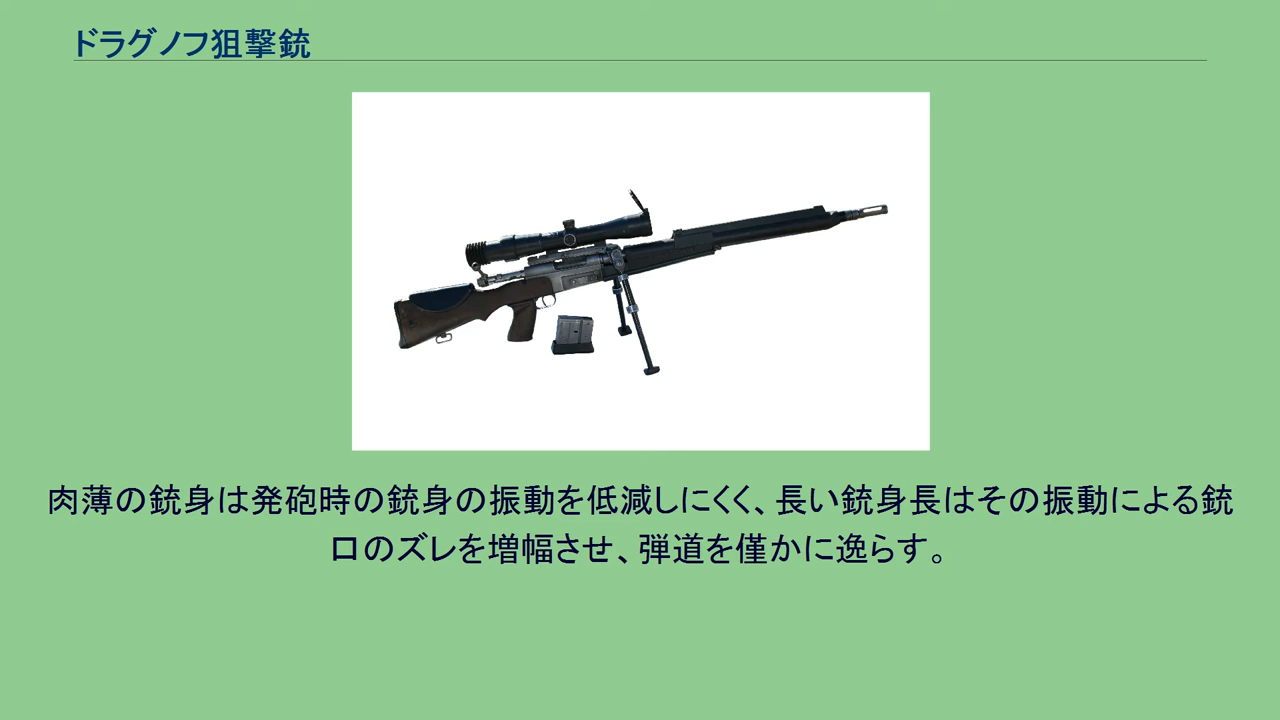 ドラグノフ狙撃銃
肉薄の銃身は発砲時の銃身の振動を低減しにくく、長い銃身長はその振動による銃
口のズレを増幅させ、弾道を僅かに逸らす。